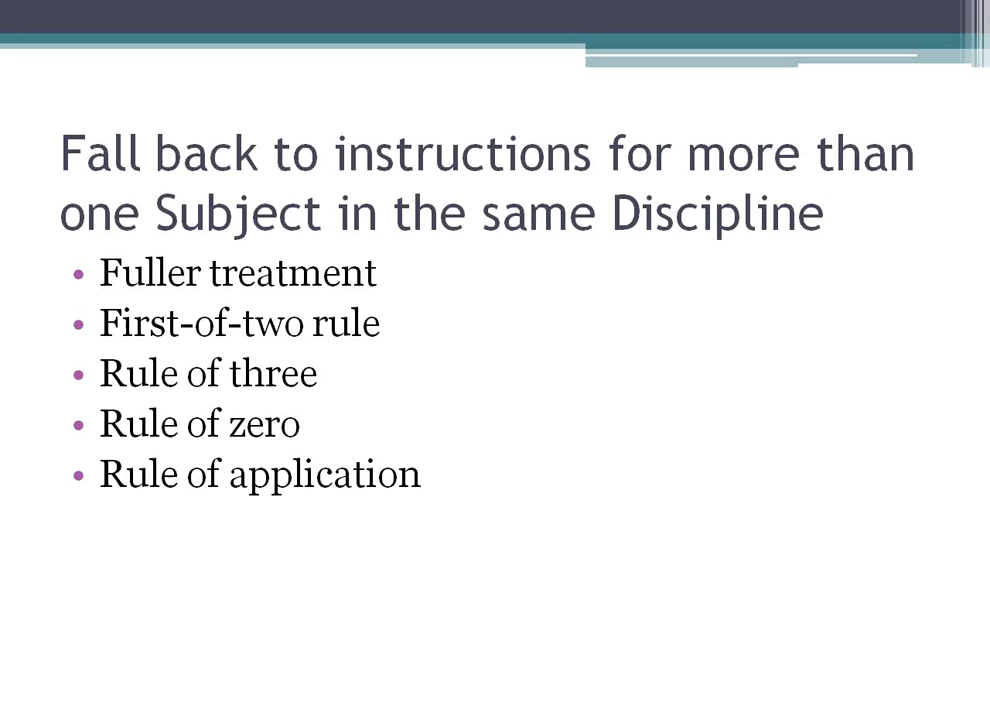 Fall back to instructions for more than
one Subject in the same Discipline
• Fuller treatment
• First-of-two rule
• Rule of three
• Rule of zero
• Rule of application